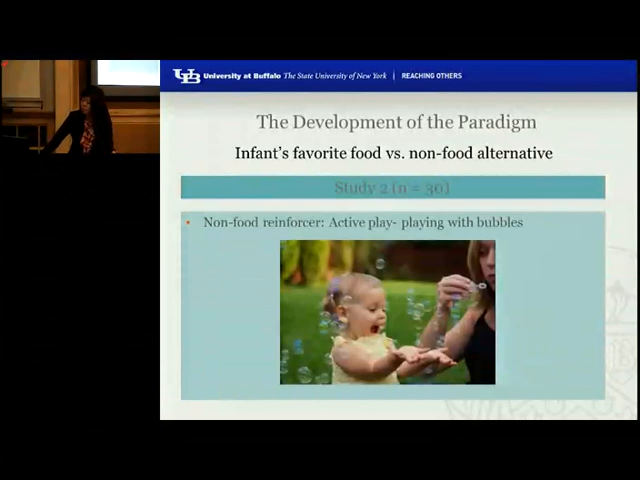 UB University at Buffalo The State University of New York | REACHING OTHERS
The Development of the Paradigm
Infant's favorite food vs. non-food alternative
Study 2 (n = 30)
• Non-food reinforcer: Active play- playing with bubbles